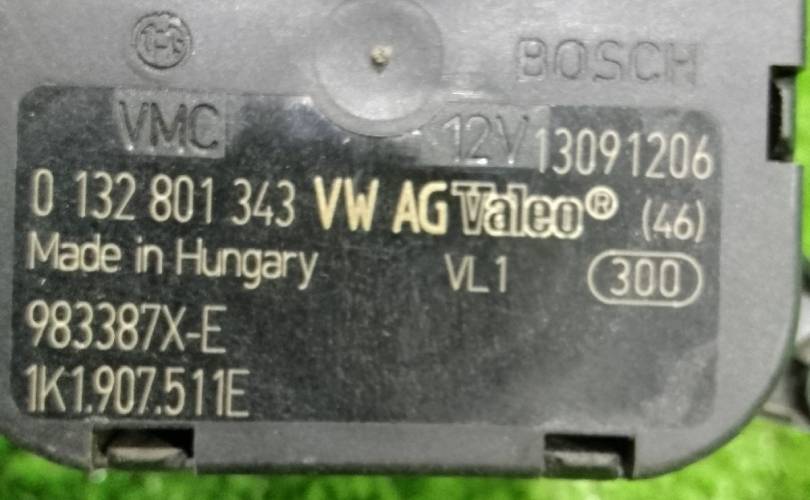 BOSCH
VMC 12V 13091206
0 132 801 343 VW AG Valeo® (46)
Made in Hungary VL1 300
983387X-E
1K1.907.511E